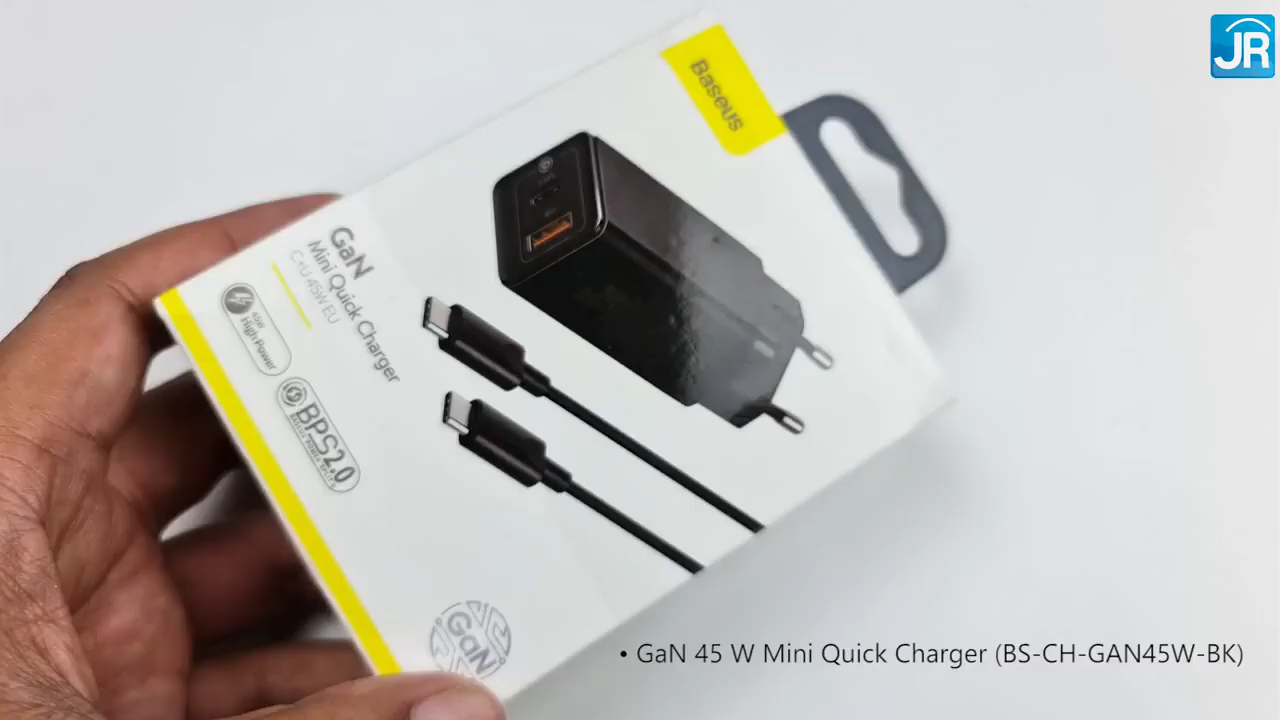 JR
Baseus
GaN
Mini Quick Charger
C+U 45W EU
45W
High Power
BPS2.0
GaN
• GaN 45 W Mini Quick Charger (BS-CH-GAN45W-BK)